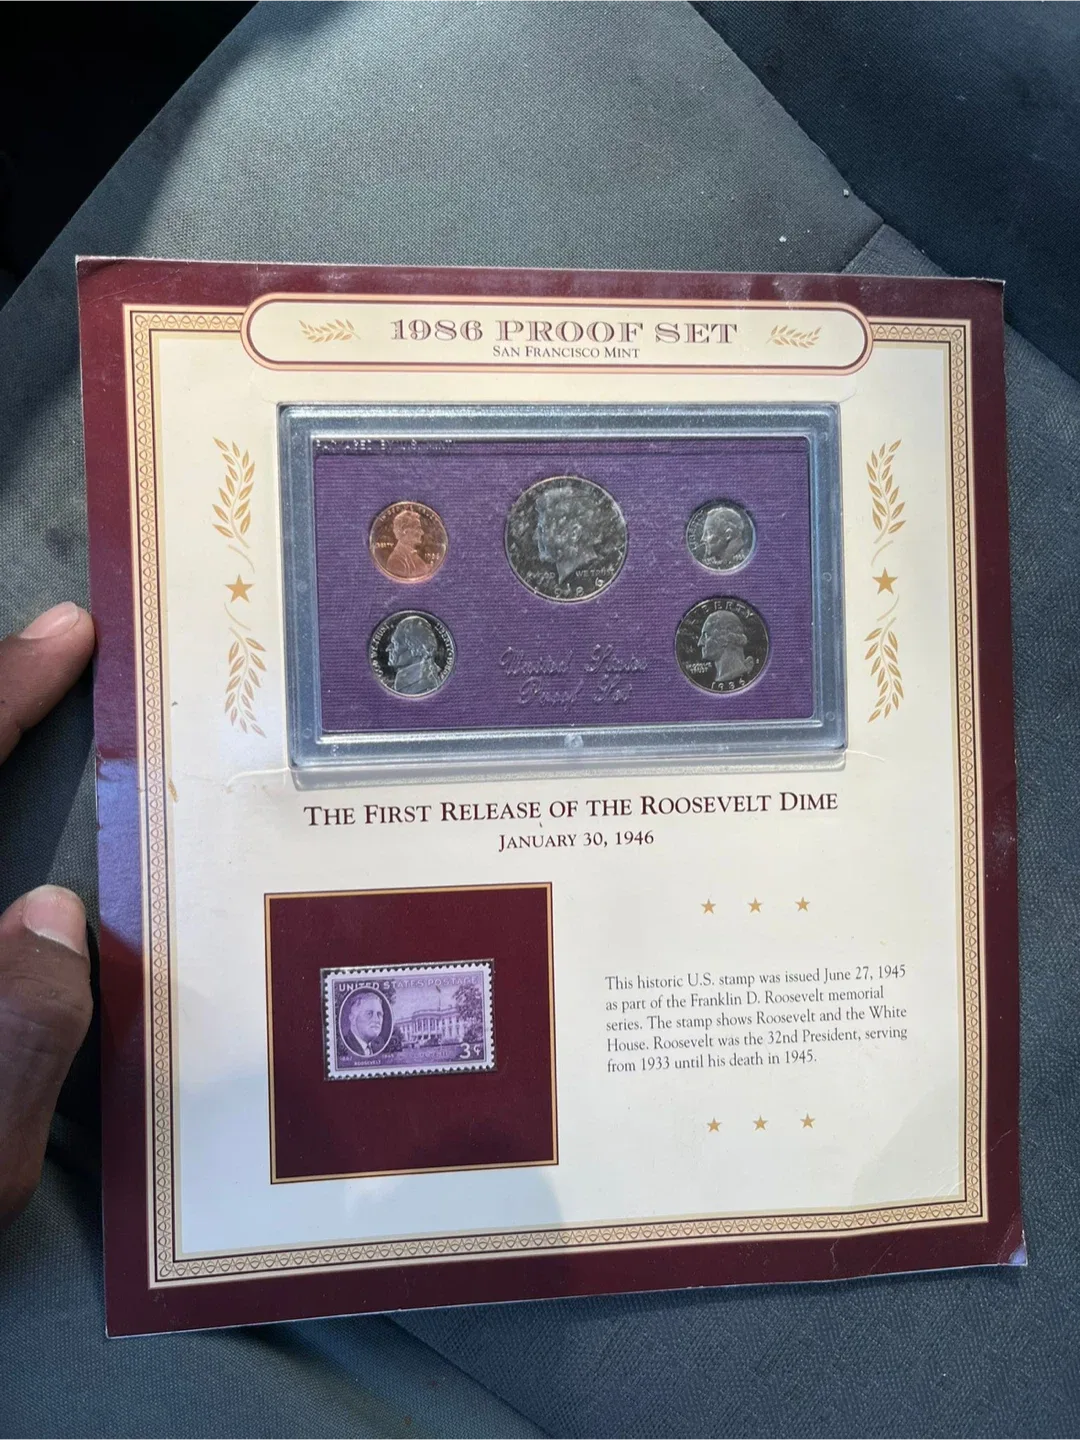 1986 PROOF SET
SAN FRANCISCO MINT
LIBERTY
1986
United States
Proof Set
THE FIRST RELEASE OF THE ROOSEVELT DIME
JANUARY 30, 1946
UNITED STATES POSTAGE
ROOSEVELT
3¢
This historic U.S. stamp was issued June 27, 1945
as part of the Franklin D. Roosevelt memorial
series. The stamp shows Roosevelt and the White
House. Roosevelt was the 32nd President, serving
from 1933 until his death in 1945.